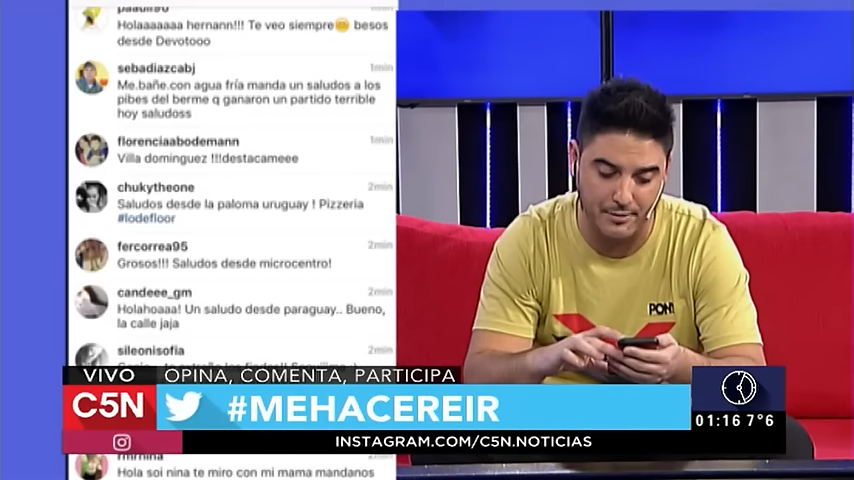 paulir90
Holaaaaaaa hernann!!! Te veo siempre😊 besos
desde Devotooo
sebadiazcabj 1min
Me.bañe.con agua fría manda un saludos a los
pibes del berme q ganaron un partido terrible
hoy saludoss
florenciaabodemann 1min
Villa dominguez !!!destacameee
chukytheone 2min
Saludos desde la paloma uruguay ! Pizzeria
#lodefloor
fercorrea95 2min
Grosos!!! Saludos desde microcentro!
candeee_gm 2min
Holahoaaa! Un saludo desde paraguay.. Bueno,
la calle jaja
sileonisofia 2min
PONY
VIVO OPINA, COMENTA, PARTICIPA
C5N #MEHACEREIR
01:16 7°6
INSTAGRAM.COM/C5N.NOTICIAS
Hola soi nina te miro con mi mama mandanos